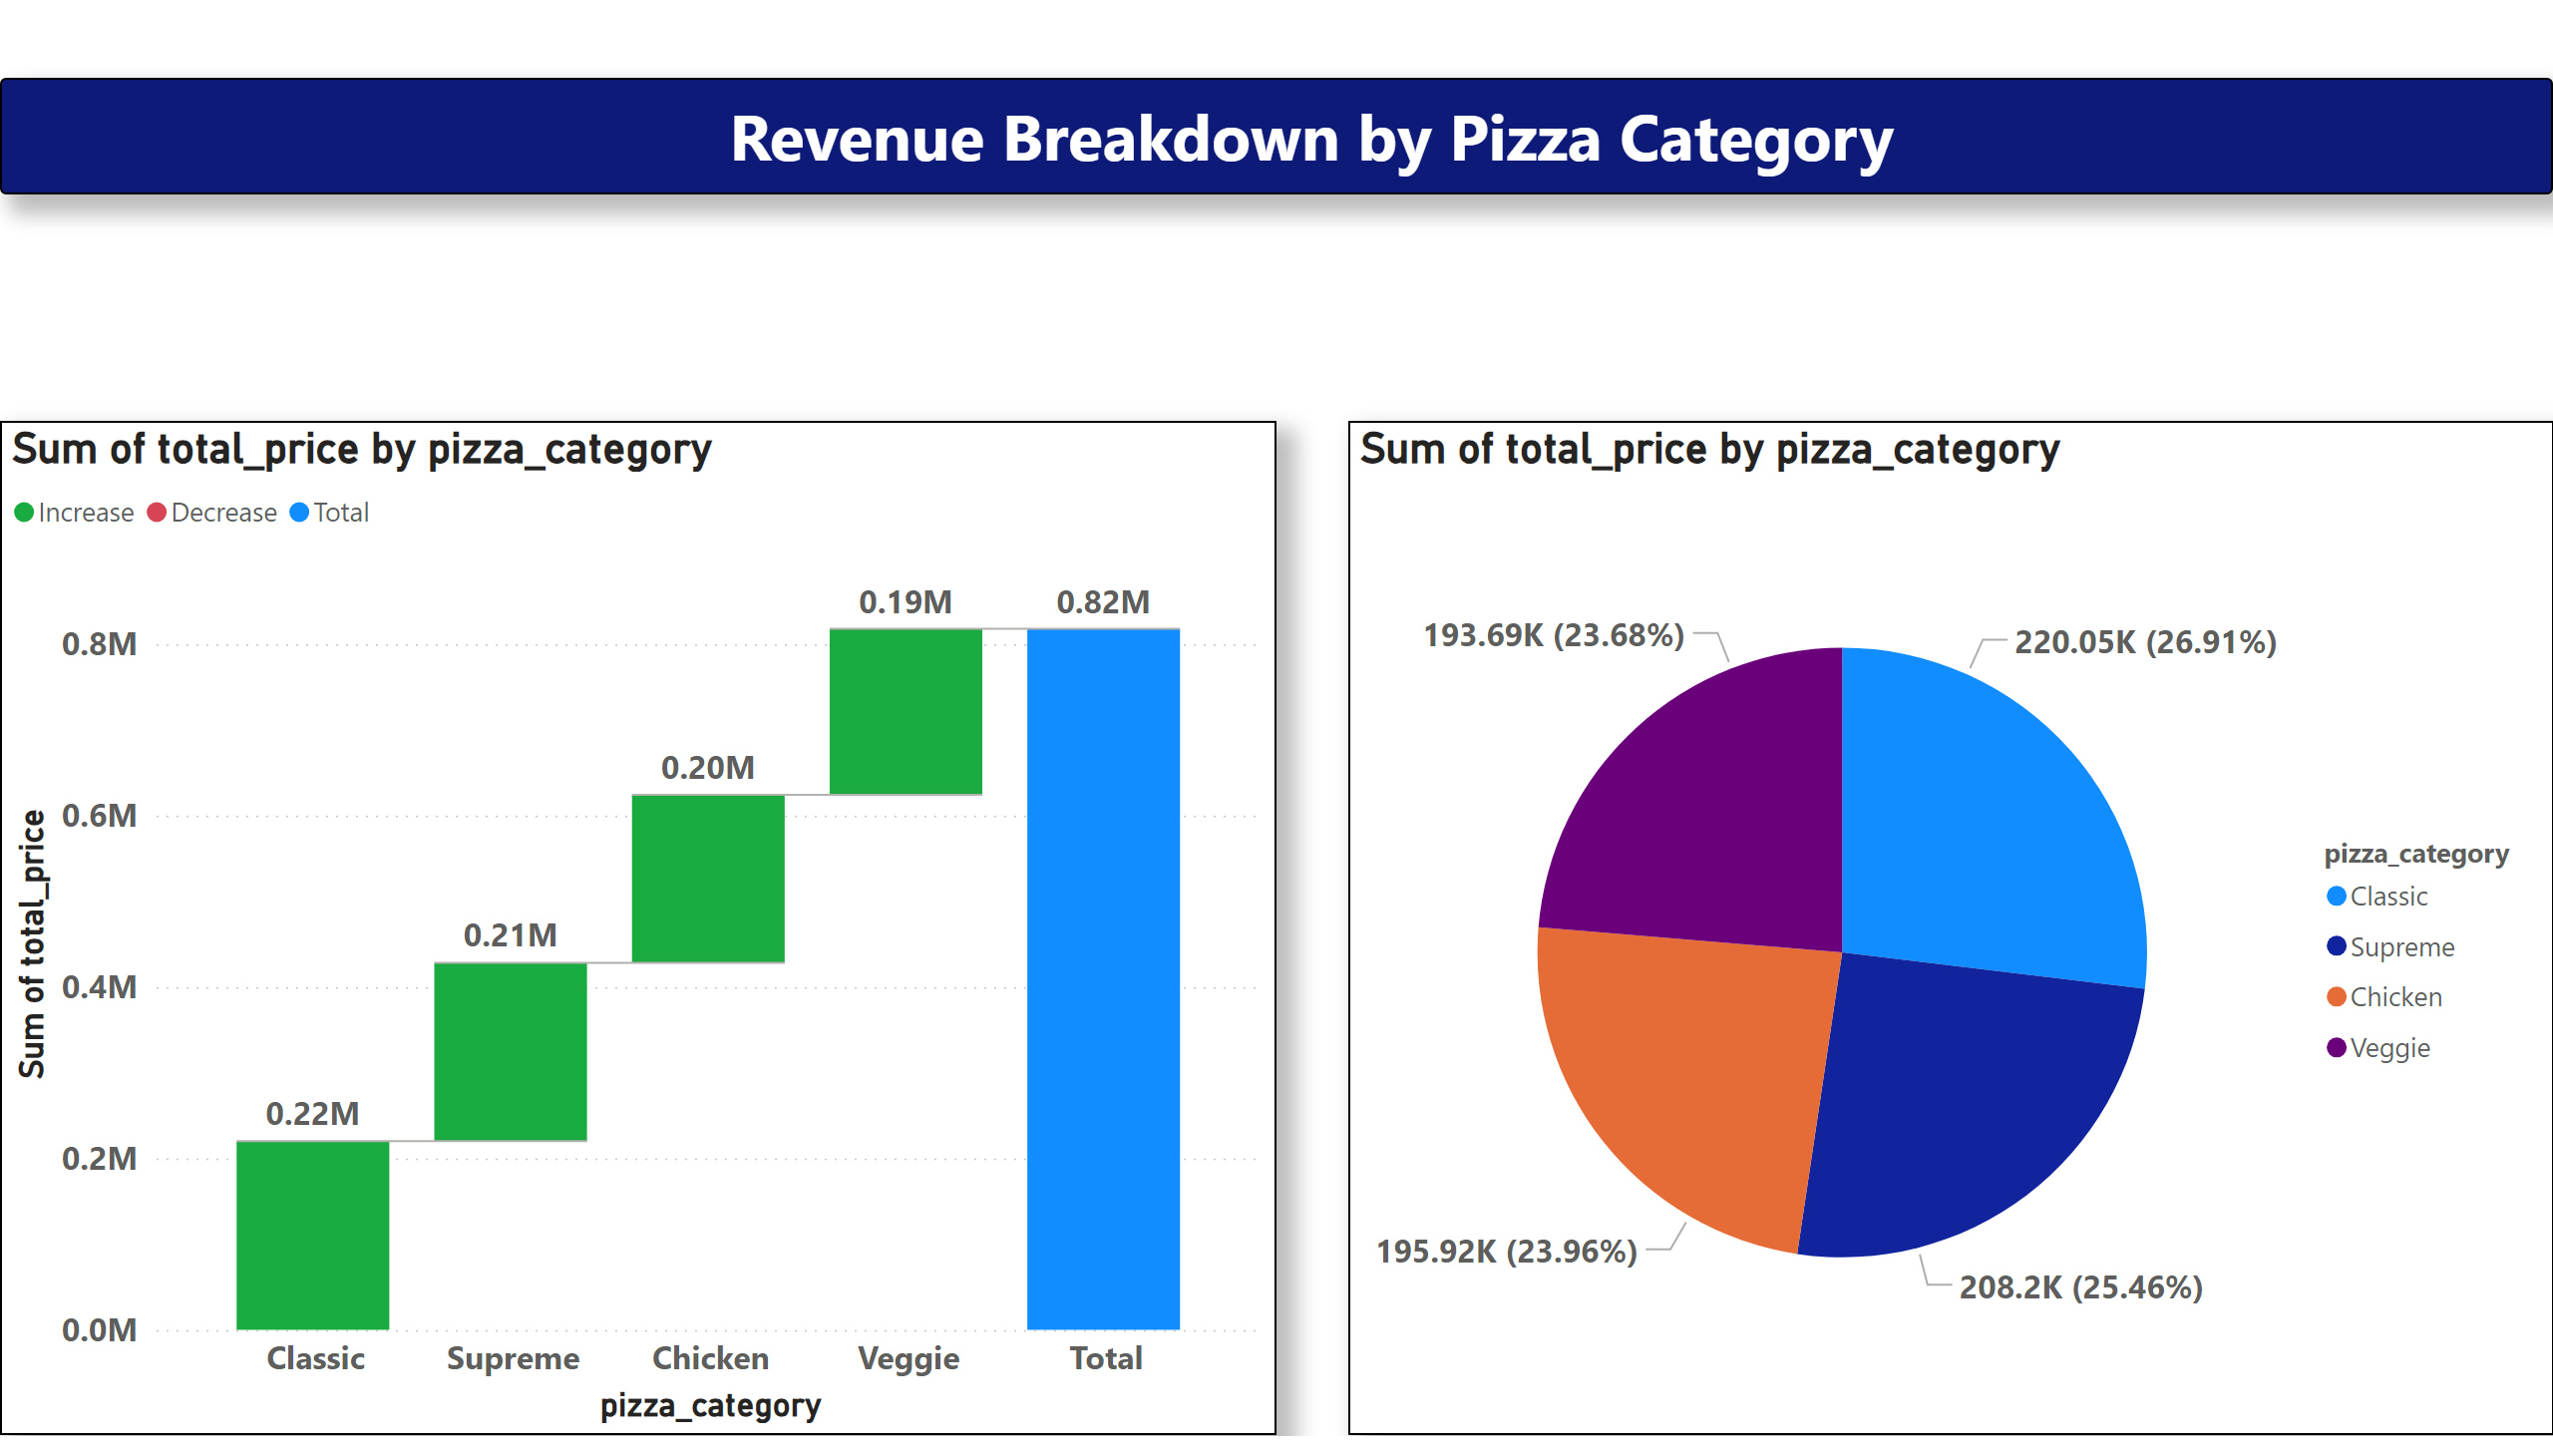 Revenue Breakdown by Pizza Category
Sum of total_price by pizza_category
Increase Decrease Total
Sum of total_price
0.8M
0.6M
0.4M
0.2M
0.0M
0.22M
0.21M
0.20M
0.19M
0.82M
Classic Supreme Chicken Veggie Total
pizza_category
Sum of total_price by pizza_category
193.69K (23.68%)
220.05K (26.91%)
195.92K (23.96%)
208.2K (25.46%)
pizza_category
Classic
Supreme
Chicken
Veggie